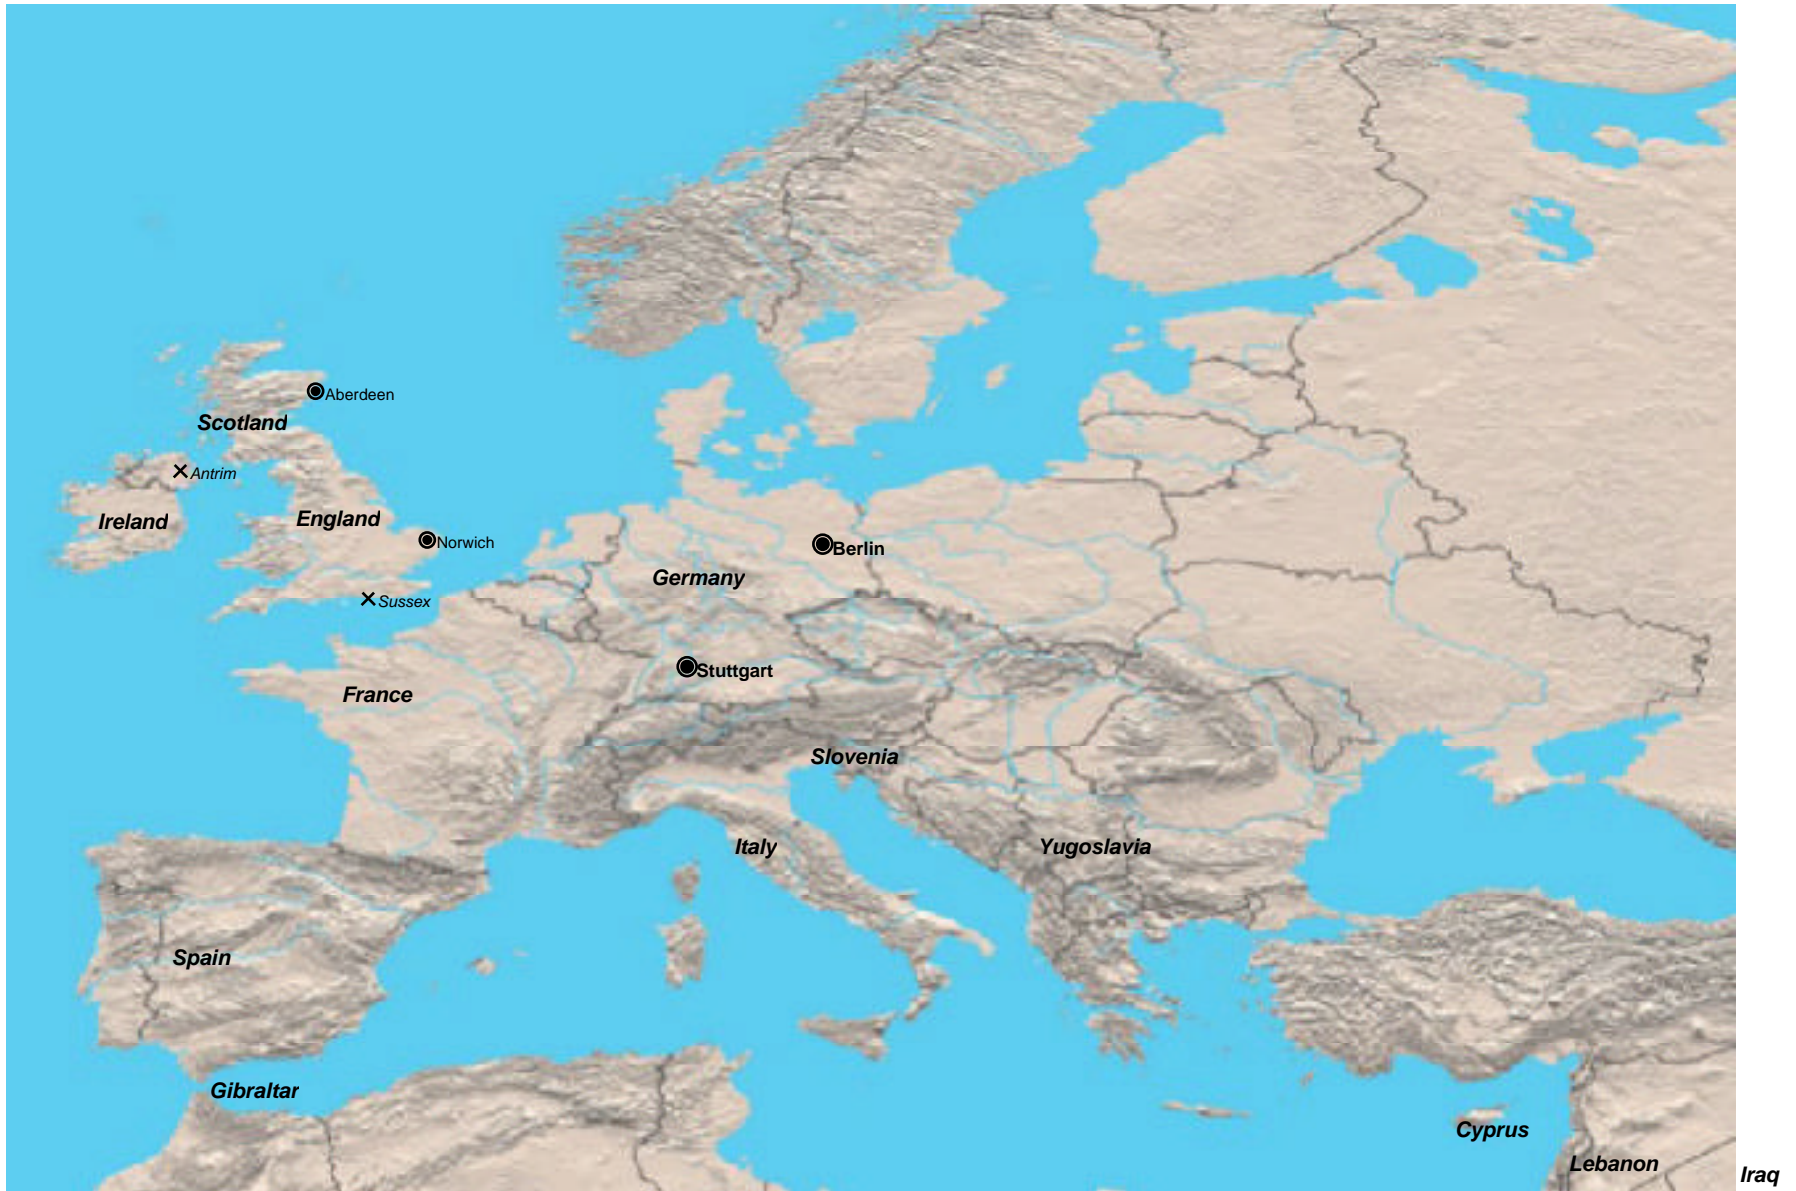 Aberdeen
Scotland
Antrim
Ireland
England
Norwich
Berlin
Germany
Sussex
Stuttgart
France
Slovenia
Italy
Yugoslavia
Spain
Gibraltar
Cyprus
Lebanon
Iraq